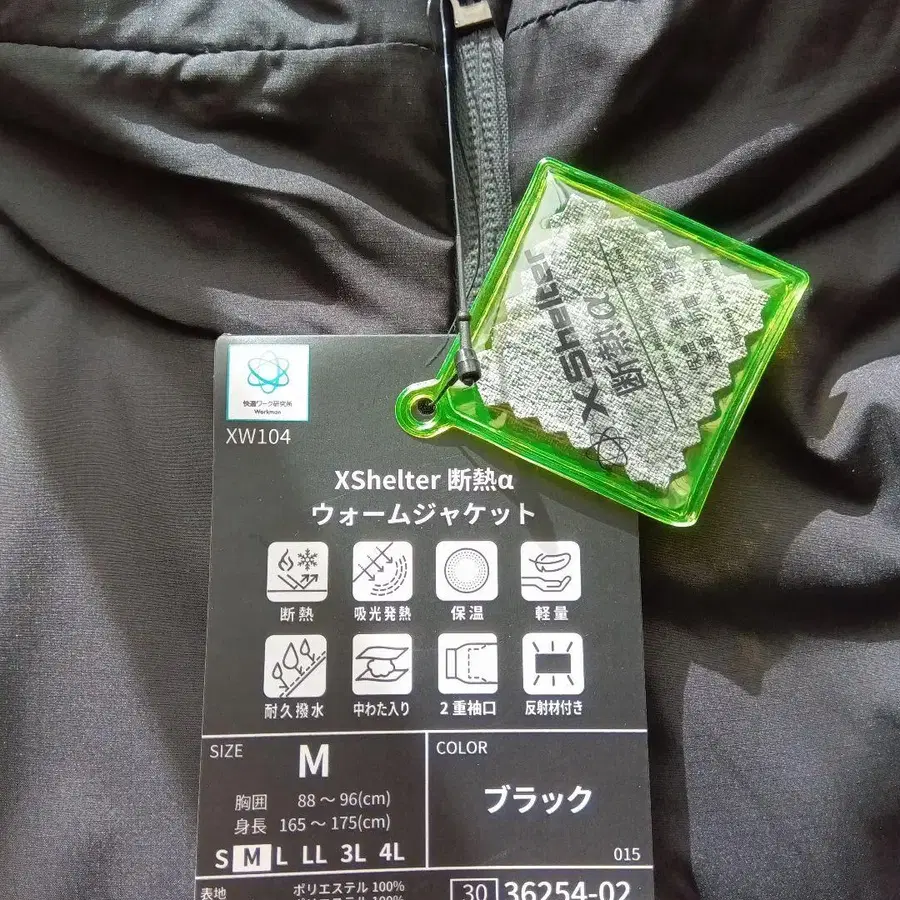 快適ワーク研究所
Workman
XW104
XShelter 断熱α
ウォームジャケット
断熱
吸光発熱
保温
軽量
耐久撥水
中わた入り
2重袖口
反射材付き
SIZE
M
胸囲 88～96(cm)
身長 165～175(cm)
S M L LL 3L 4L
COLOR
ブラック
015
表地 ポリエステル 100%
30 36254-02
XShelter
断熱α